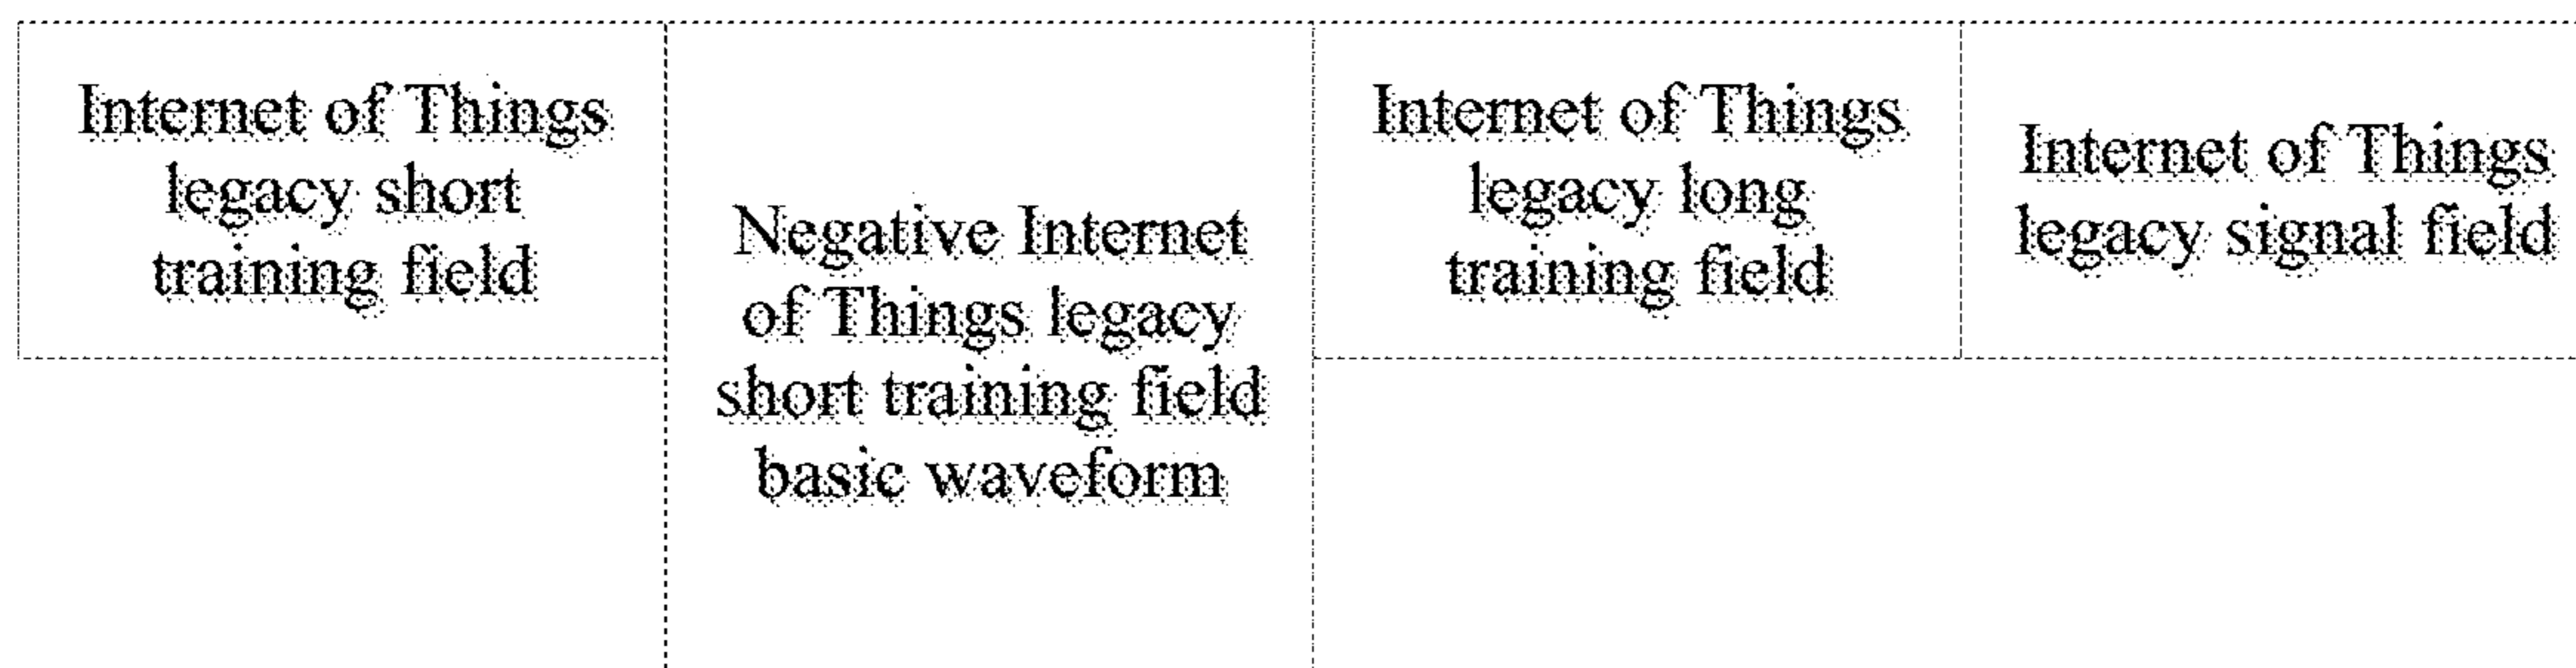 Internet of Things
legacy short
training field
Negative Internet
of Things legacy
short training field
basic waveform
Internet of Things
legacy long
training field
Internet of Things
legacy signal field